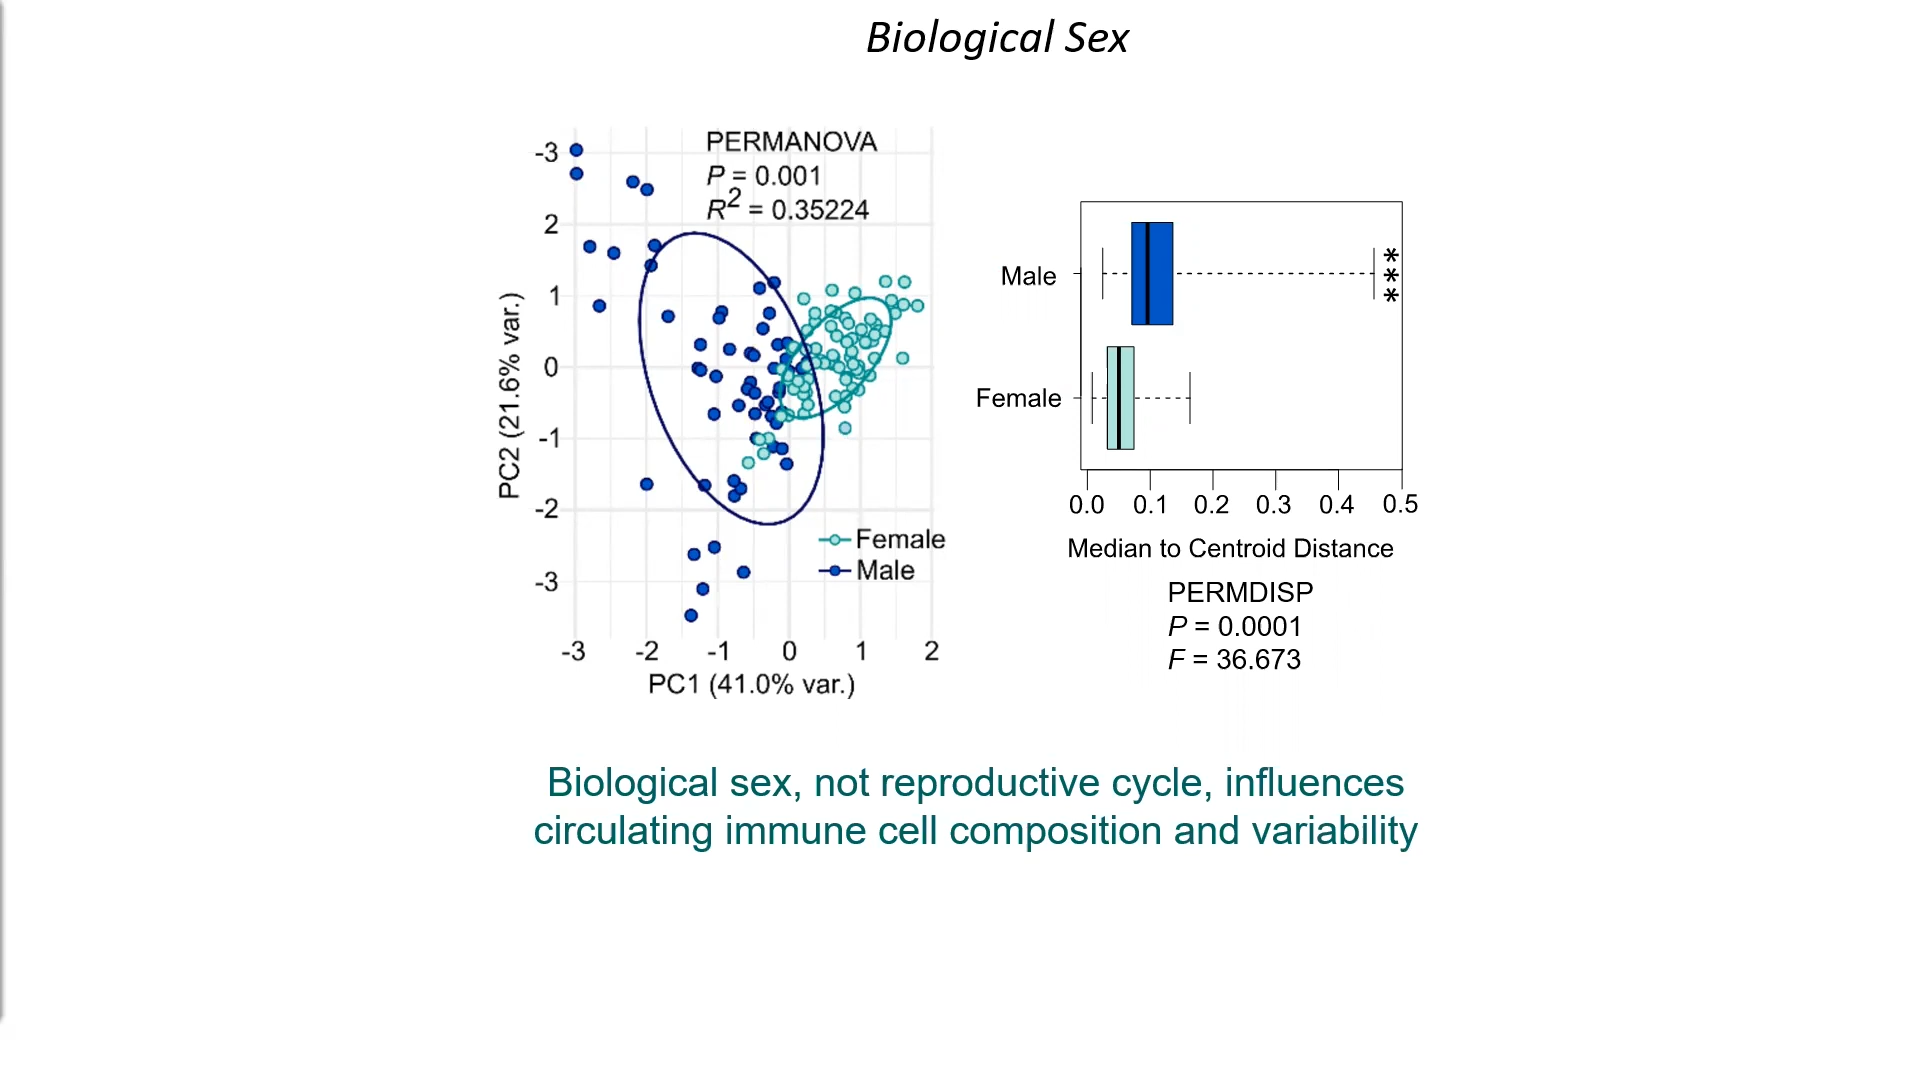 Biological Sex
PERMANOVA
P = 0.001
R2 = 0.35224
-3
2
1
0
-1
-2
-3
PC2 (21.6% var.)
Female
Male
-3 -2 -1 0 1 2
PC1 (41.0% var.)
Male
***
Female
0.0 0.1 0.2 0.3 0.4 0.5
Median to Centroid Distance
PERMDISP
P = 0.0001
F = 36.673
Biological sex, not reproductive cycle, influences
circulating immune cell composition and variability